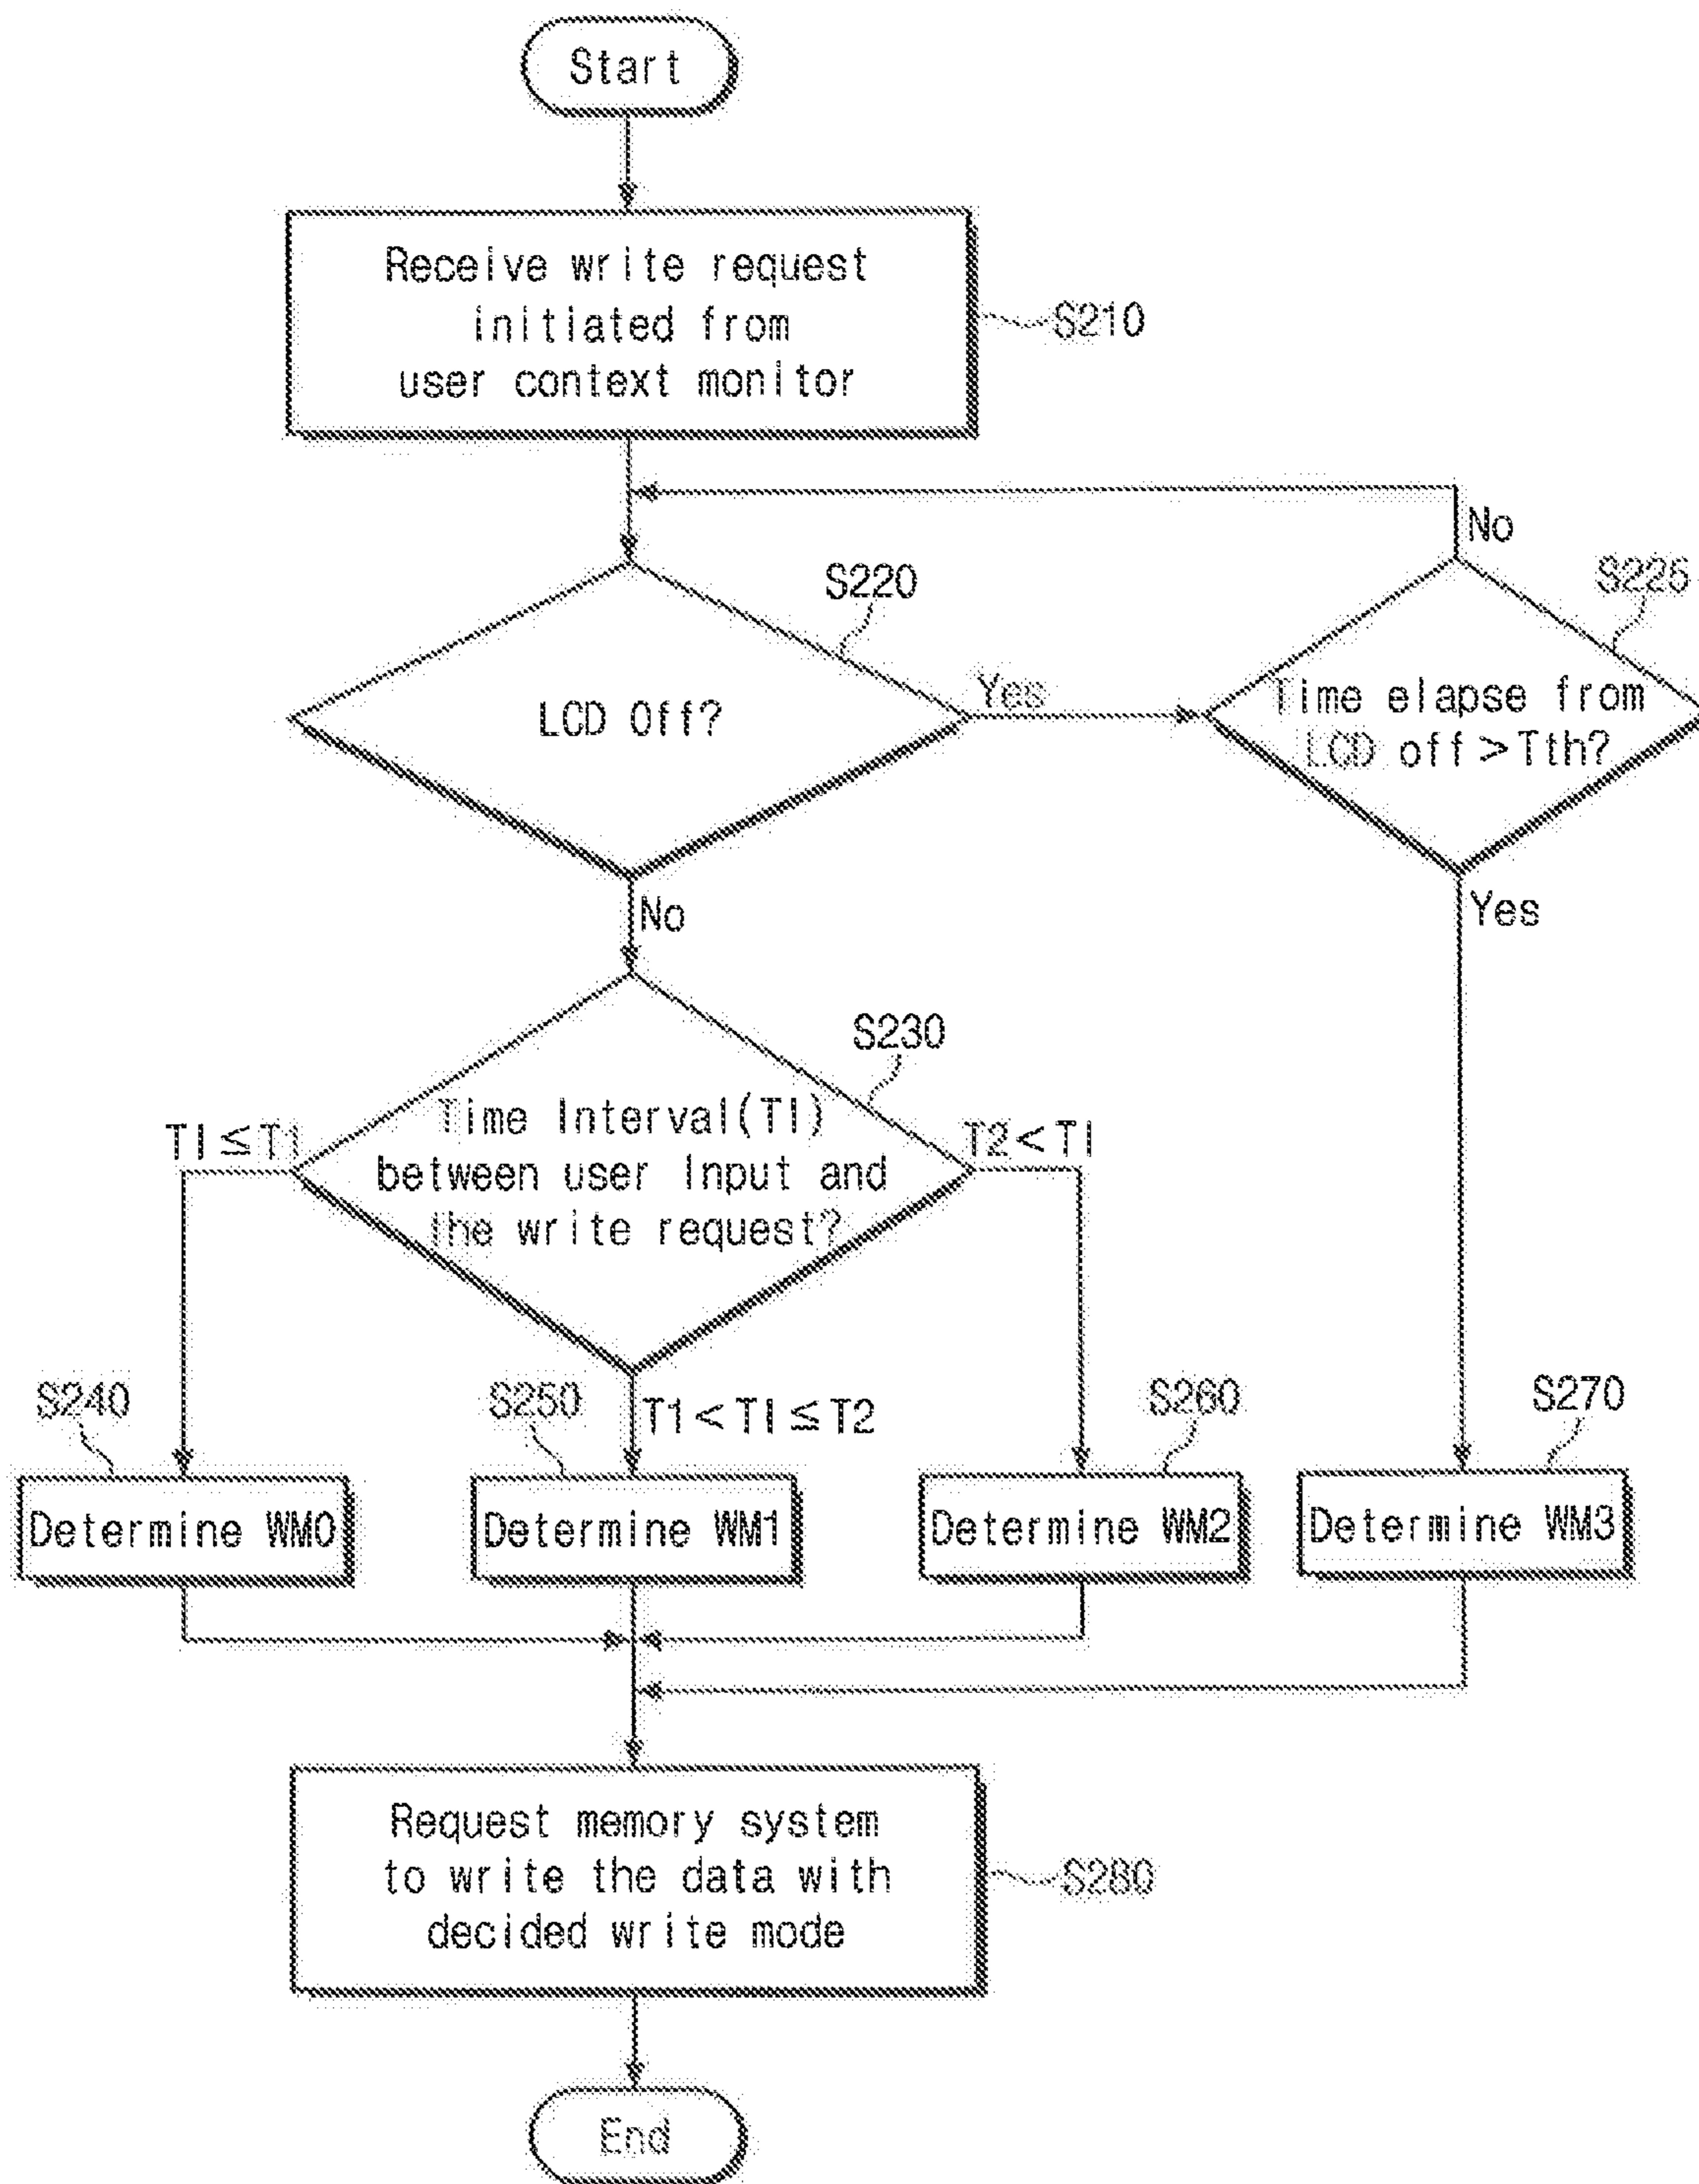 Start
Receive write request
initiated from
user context monitor
S210
No
S220
S225
LCD Off?
Yes
Time elapse from
LCD off > Tth?
No
Yes
S230
Time Interval(TI)
between user Input and
the write request?
TI ≦ T1
T2 < TI
T1 < TI ≦ T2
S240
S250
S260
S270
Determine WM0
Determine WM1
Determine WM2
Determine WM3
Request memory system
to write the data with
decided write mode
S280
End